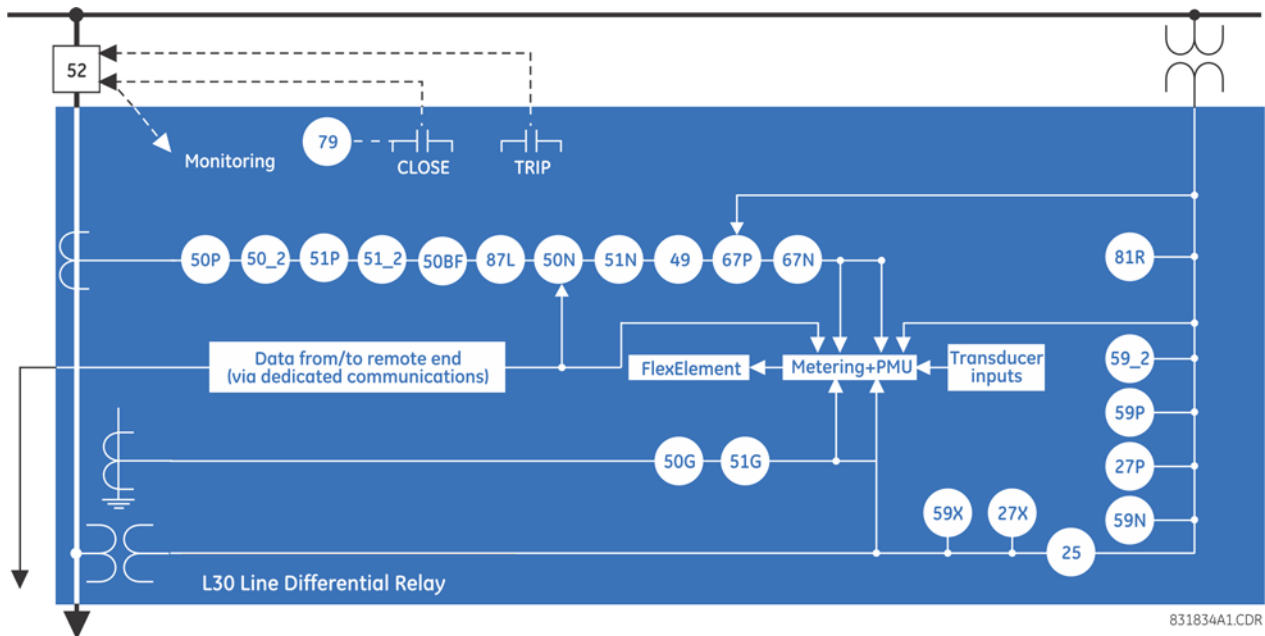 52
Monitoring
79
CLOSE
TRIP
50P
50_2
51P
51_2
50BF
87L
50N
51N
49
67P
67N
81R
Data from/to remote end
(via dedicated communications)
FlexElement
Metering+PMU
Transducer
inputs
59_2
59P
50G
51G
27P
59X
27X
59N
25
L30 Line Differential Relay
831834A1.CDR